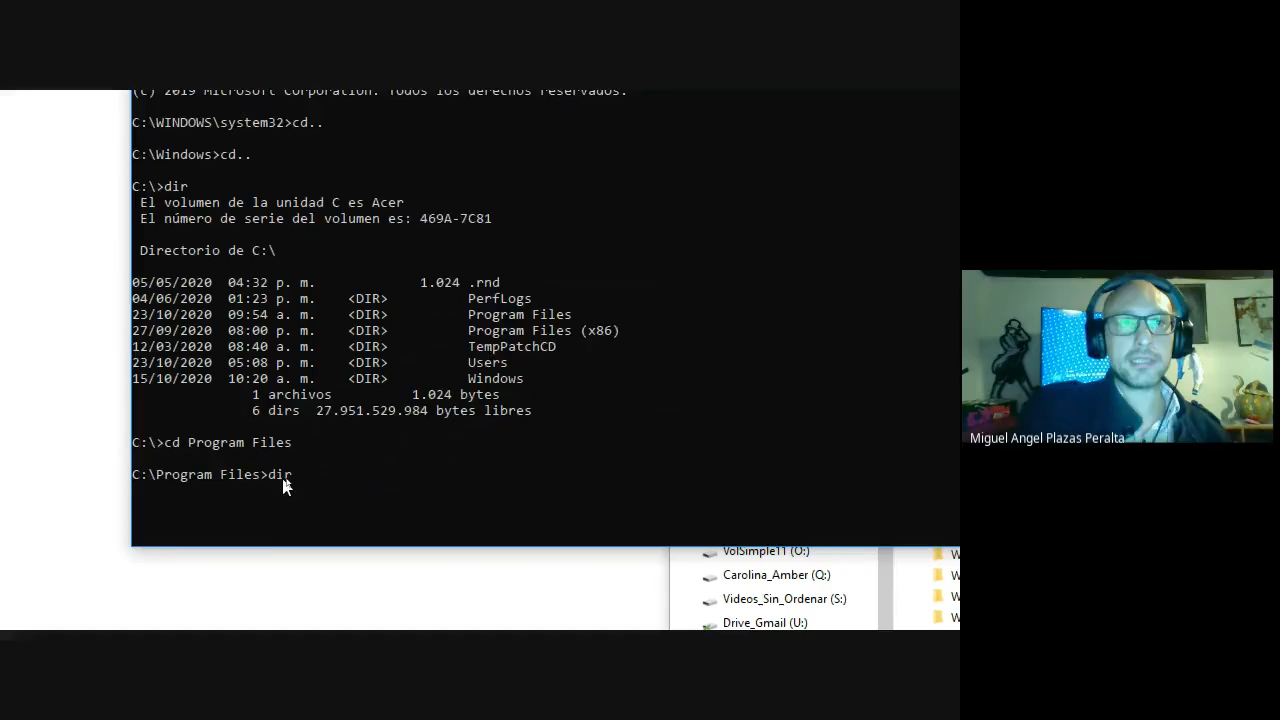 (c) 2019 Microsoft Corporation. Todos los derechos reservados.
C:\WINDOWS\system32>cd..
C:\Windows>cd..
C:\>dir
El volumen de la unidad C es Acer
El número de serie del volumen es: 469A-7C81
Directorio de C:\
05/05/2020 04:32 p. m. 1.024 .rnd
04/06/2020 01:23 p. m. <DIR> PerfLogs
23/10/2020 09:54 a. m. <DIR> Program Files
27/09/2020 08:00 p. m. <DIR> Program Files (x86)
12/03/2020 08:40 a. m. <DIR> TempPatchCD
23/10/2020 05:08 p. m. <DIR> Users
15/10/2020 10:20 a. m. <DIR> Windows
1 archivos 1.024 bytes
6 dirs 27.951.529.984 bytes libres
C:\>cd Program Files
C:\Program Files>dir
VolSimple11 (O:)
Carolina_Amber (Q:)
Videos_Sin_Ordenar (S:)
Drive_Gmail (U:)
Miguel Angel Plazas Peralta